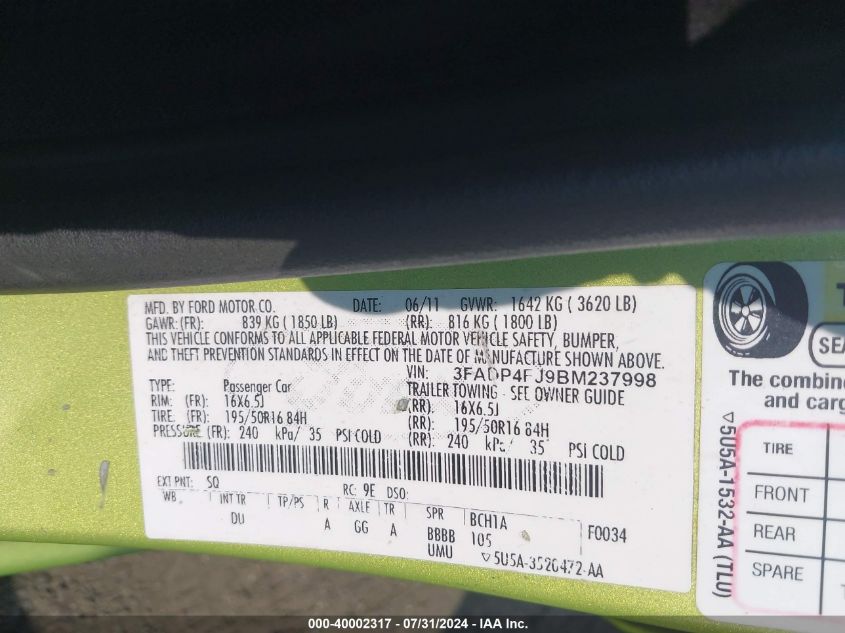 MFD. BY FORD MOTOR CO. DATE: 06/11 GVWR: 1642 KG ( 3620 LB)
GAWR: (FR): 839 KG ( 1850 LB) (RR): 816 KG ( 1800 LB)
THIS VEHICLE CONFORMS TO ALL APPLICABLE FEDERAL MOTOR VEHICLE SAFETY, BUMPER,
AND THEFT PREVENTION STANDARDS IN EFFECT ON THE DATE OF MANUFACTURE SHOWN ABOVE.
VIN: 3FADP4FJ9BM237998
TYPE: Passenger Car TRAILER TOWING - SEE OWNER GUIDE
RIM: (FR): 16X6.5J (RR): 16X6.5J
TIRE: (FR): 195/50R16 84H (RR): 195/50R16 84H
PRESSURE: (FR): 240 kPa/ 35 PSI COLD (RR): 240 kPa/ 35 PSI COLD
EXT PNT: SQ RC: 9E DSO:
WB INT TR TP/PS R AXLE TR SPR BCH1A F0034
DU A GG A BBBB 105
UMU ▽5U5A-3520472-AA
▽5U5A-1532-AA (TLU)
T
SEA
The combin
and carg
TIRE
FRONT
REAR
SPARE
000-40002317 - 07/31/2024 - IAA Inc.